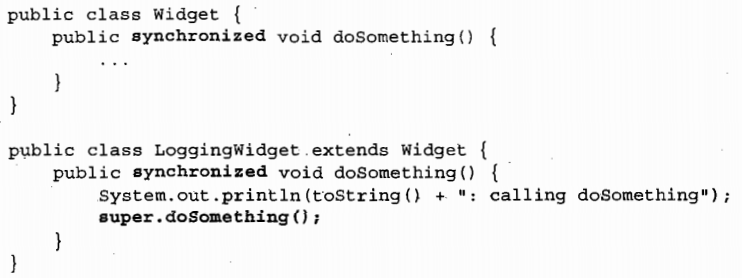 public class Widget {
    public synchronized void doSomething() {
        ...
    }
}
public class LoggingWidget extends Widget {
    public synchronized void doSomething() {
        System.out.println(toString() + ": calling doSomething");
        super.doSomething();
    }
}